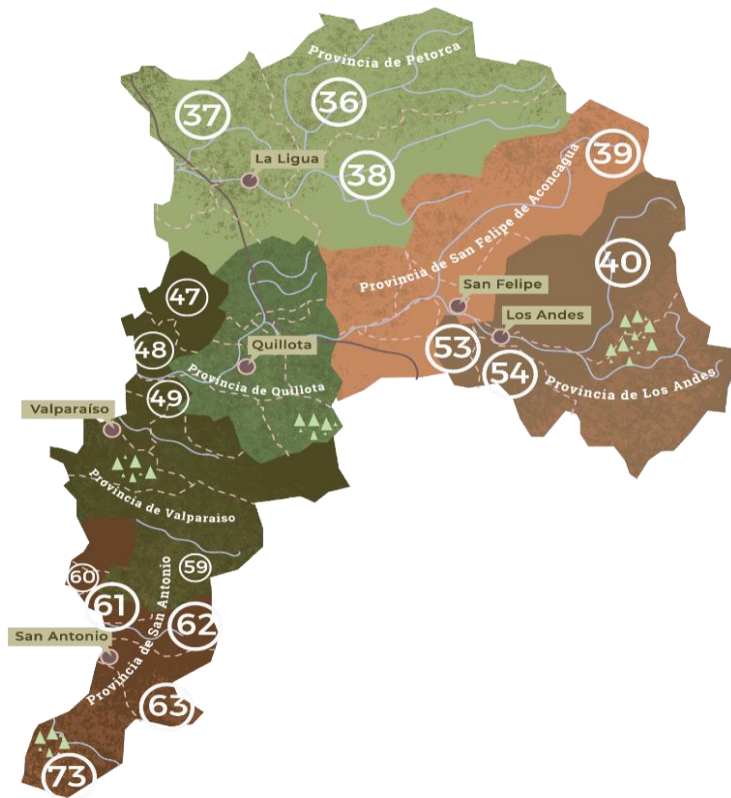 Provincia de Petorca
37
36
39
La Ligua
38
Provincia de San Felipe de Aconcagua
40
47
San Felipe
Los Andes
48
53
Quillota
54
49
Provincia de Quillota
Provincia de Los Andes
Valparaíso
Provincia de Valparaiso
59
60
61
62
Provincia de San Antonio
San Antonio
63
73